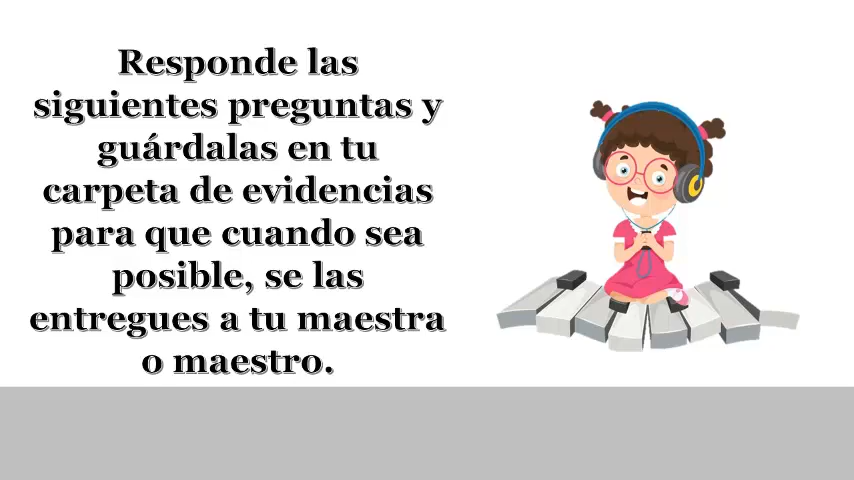 Responde las
siguientes preguntas y
guárdalas en tu
carpeta de evidencias
para que cuando sea
posible, se las
entregues a tu maestra
o maestro.